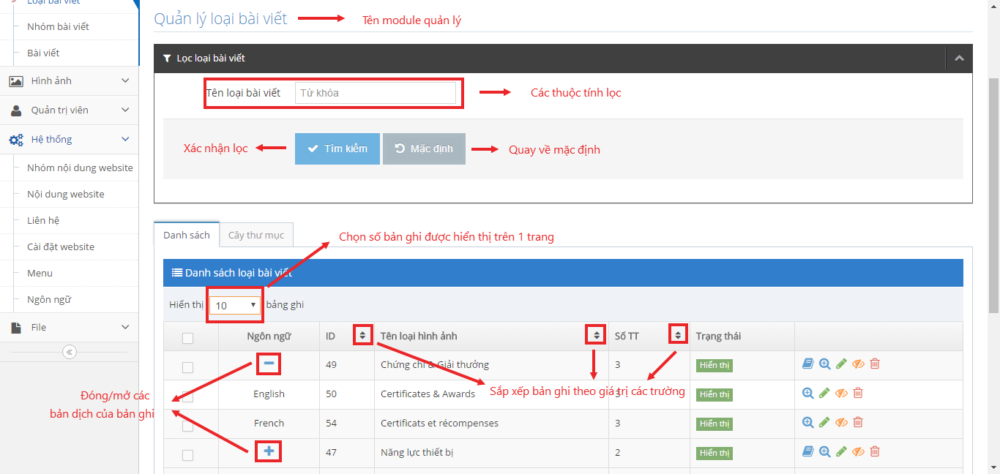 Loại bài viết
Nhóm bài viết
Bài viết
Hình ảnh
Quản trị viên
Hệ thống
Nhóm nội dung website
Nội dung website
Liên hệ
Cài đặt website
Menu
Ngôn ngữ
File
Quản lý loại bài viết
Tên module quản lý
Lọc loại bài viết
Tên loại bài viết Từ khóa
Các thuộc tính lọc
Xác nhận lọc
Tìm kiếm Mặc định
Quay về mặc định
Danh sách Cây thư mục
Chọn số bản ghi được hiển thị trên 1 trang
Danh sách loại bài viết
Hiển thị 10 bảng ghi
Ngôn ngữ ID Tên loại hình ảnh Số TT Trạng thái
49 Chứng chỉ & Giải thưởng 3 Hiển thị
English 50 Certificates & Awards 3 Hiển thị
Sắp xếp bản ghi theo giá trị các trường
French 54 Certificats et récompenses 3 Hiển thị
47 Năng lực thiết bị 2 Hiển thị
Đóng/mở các
bản dịch của bản ghi